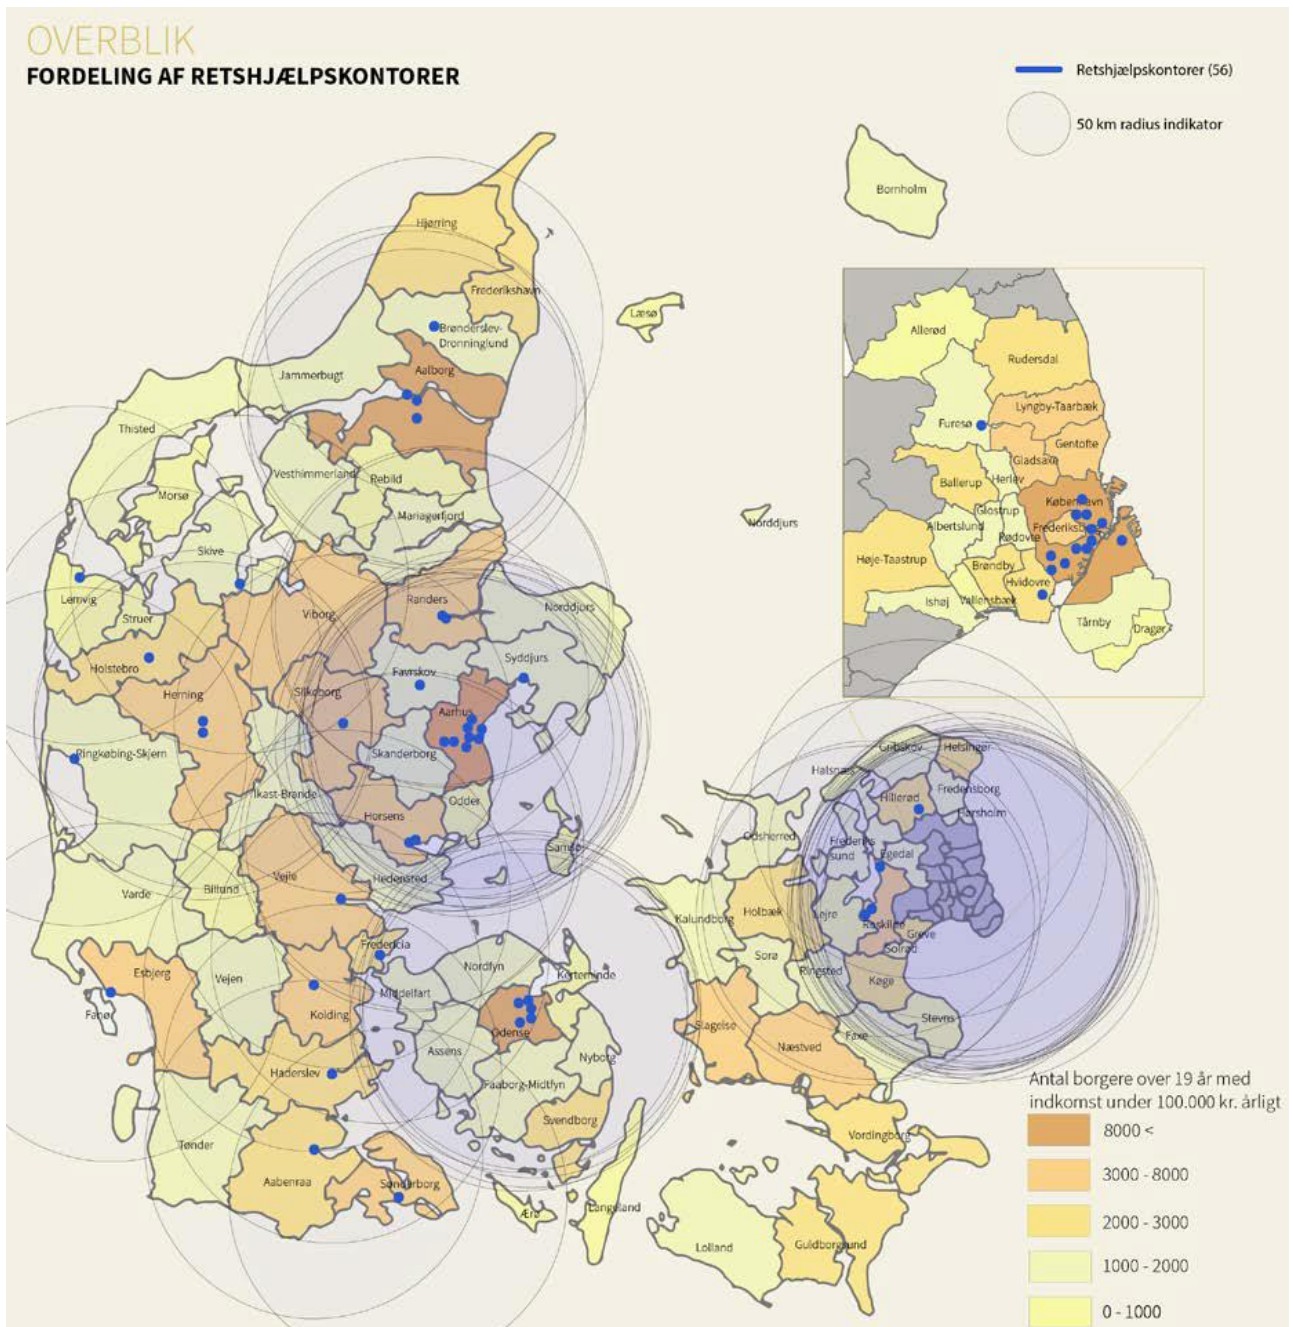 OVERBLIK
FORDELING AF RETSHJÆLPSKONTORER
Retshjælpskontorer (56)
50 km radius indikator
Bornholm
Hjørring
Frederikshavn
Læsø
Brønderslev-
Dronninglund
Aalborg
Jammerbugt
Thisted
Vesthimmerland
Rebild
Morsø
Mariagerfjord
Norddjurs
Skive
Lemvig
Struer
Viborg
Randers
Norddjurs
Holstebro
Favrskov
Syddjurs
Herning
Silkeborg
Aarhus
Ringkøbing-Skjern
Skanderborg
Ikast-Brande
Odder
Horsens
Samsø
Hedensted
Vejle
Varde
Billund
Fredericia
Esbjerg
Vejen
Nordfyn
Kerteminde
Middelfart
Fanø
Kolding
Odense
Assens
Nyborg
Haderslev
Faaborg-Midtfyn
Svendborg
Tønder
Aabenraa
Sønderborg
Ærø
Langeland
Allerød
Rudersdal
Lyngby-Taarbæk
Furesø
Gentofte
Gladsaxe
Ballerup
Herlev
København
Glostrup
Albertslund
Frederiksberg
Rødovre
Høje-Taastrup
Brøndby
Hvidovre
Ishøj
Vallensbæk
Tårnby
Dragør
Gribskov
Helsingør
Halsnæs
Fredensborg
Hillerød
Hørsholm
Odsherred
Frederiks
sund
Egedal
Kalundborg
Holbæk
Lejre
Roskilde
Greve
Solrød
Sorø
Ringsted
Køge
Slagelse
Stevns
Næstved
Faxe
Vordingborg
Lolland
Guldborgsund
Antal borgere over 19 år med
indkomst under 100.000 kr. årligt
8000 <
3000 - 8000
2000 - 3000
1000 - 2000
0 - 1000